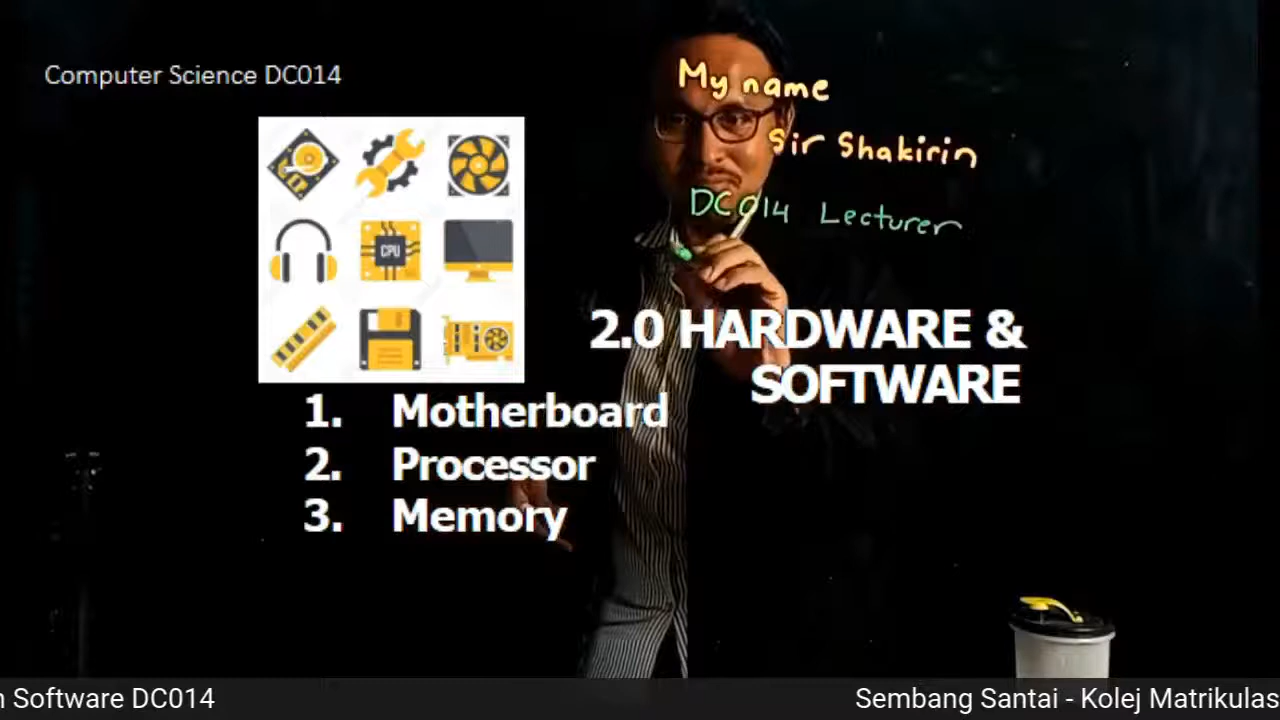 Computer Science DC014
My name
Sir Shakirin
DC014 Lecturer
CPU
2.0 HARDWARE &
SOFTWARE
1. Motherboard
2. Processor
3. Memory
Software DC014
Sembang Santai - Kolej Matrikulas